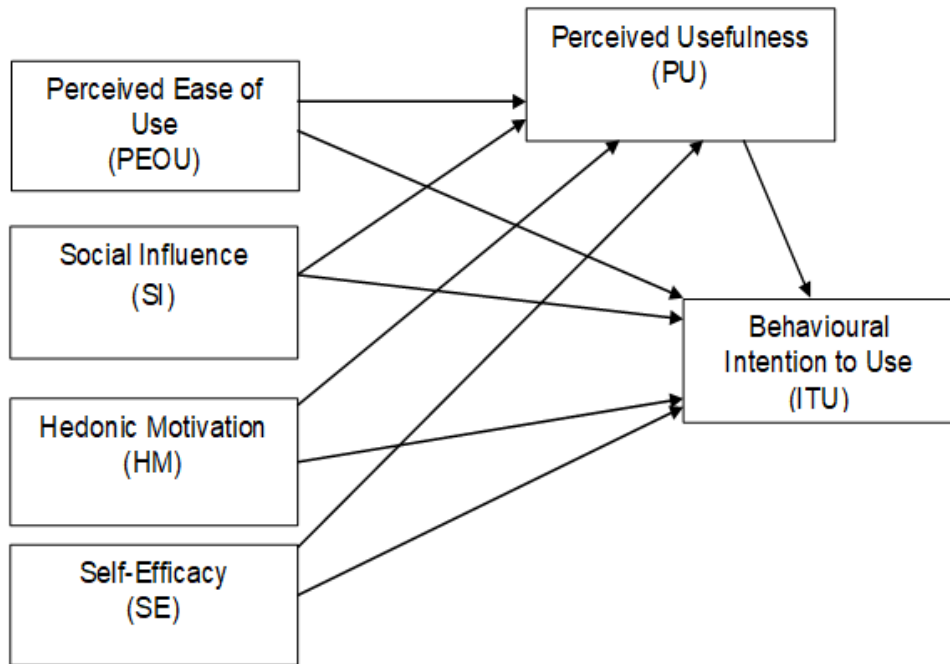 Perceived Usefulness
(PU)
Perceived Ease of
Use
(PEOU)
Social Influence
(SI)
Behavioural
Intention to Use
(ITU)
Hedonic Motivation
(HM)
Self-Efficacy
(SE)